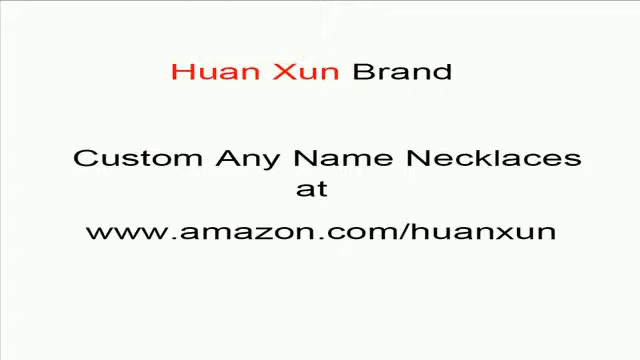 Huan Xun Brand
Custom Any Name Necklaces
at
www.amazon.com/huanxun